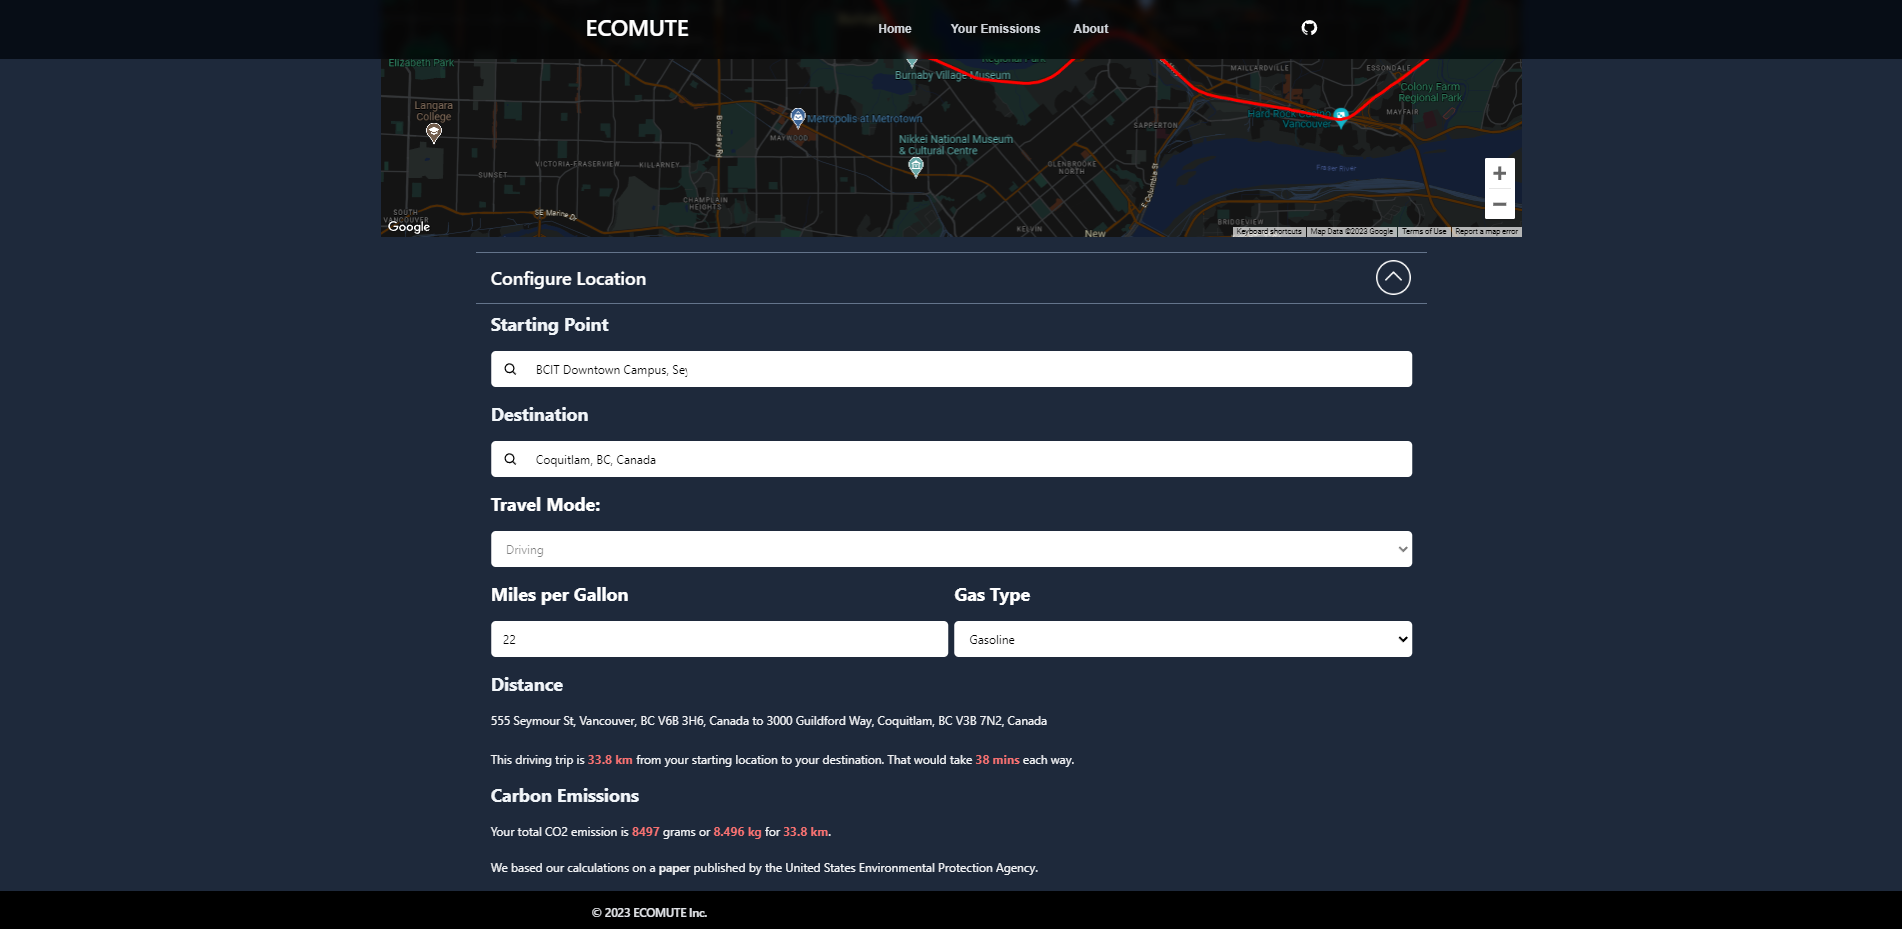 ECOMUTE
Home
Your Emissions
About
Elizabeth Park
Burnaby Village Museum
Regional Park
MAILLARDVILLE
ESSONDALE
Colony Farm
Regional Park
Langara
College
Metropolis at Metrotown
MAYWOOD
Boundary Rd
Nikkei National Museum
& Cultural Centre
Hard Rock Casino
Vancouver
MAYFAIR
SAPPERTON
VICTORIA-FRASERVIEW
KILLARNEY
SUNSET
GLENBROOKE
NORTH
Fraser River
E Columbia St
CHAMPLAIN
HEIGHTS
SOUTH
VANCOUVER
SE Marine Dr
BRIDGEVIEW
KELVIN
New
Google
Keyboard shortcuts
Map Data ©2023 Google
Terms of Use
Report a map error
Configure Location
Starting Point
BCIT Downtown Campus, Sey
Destination
Coquitlam, BC, Canada
Travel Mode:
Driving
Miles per Gallon
Gas Type
22
Gasoline
Distance
555 Seymour St, Vancouver, BC V6B 3H6, Canada to 3000 Guildford Way, Coquitlam, BC V3B 7N2, Canada
This driving trip is 33.8 km from your starting location to your destination. That would take 38 mins each way.
Carbon Emissions
Your total CO2 emission is 8497 grams or 8.496 kg for 33.8 km.
We based our calculations on a paper published by the United States Environmental Protection Agency.
© 2023 ECOMUTE Inc.